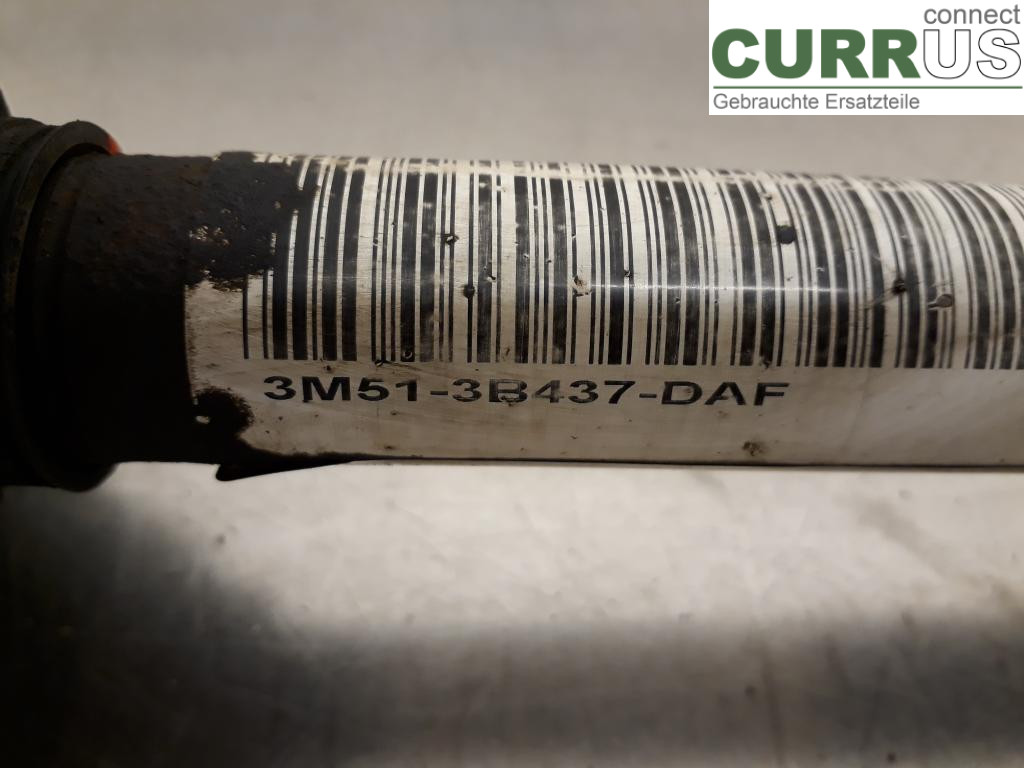 connect
CURRUS
Gebrauchte Ersatzteile
3M51-3B437-DAF